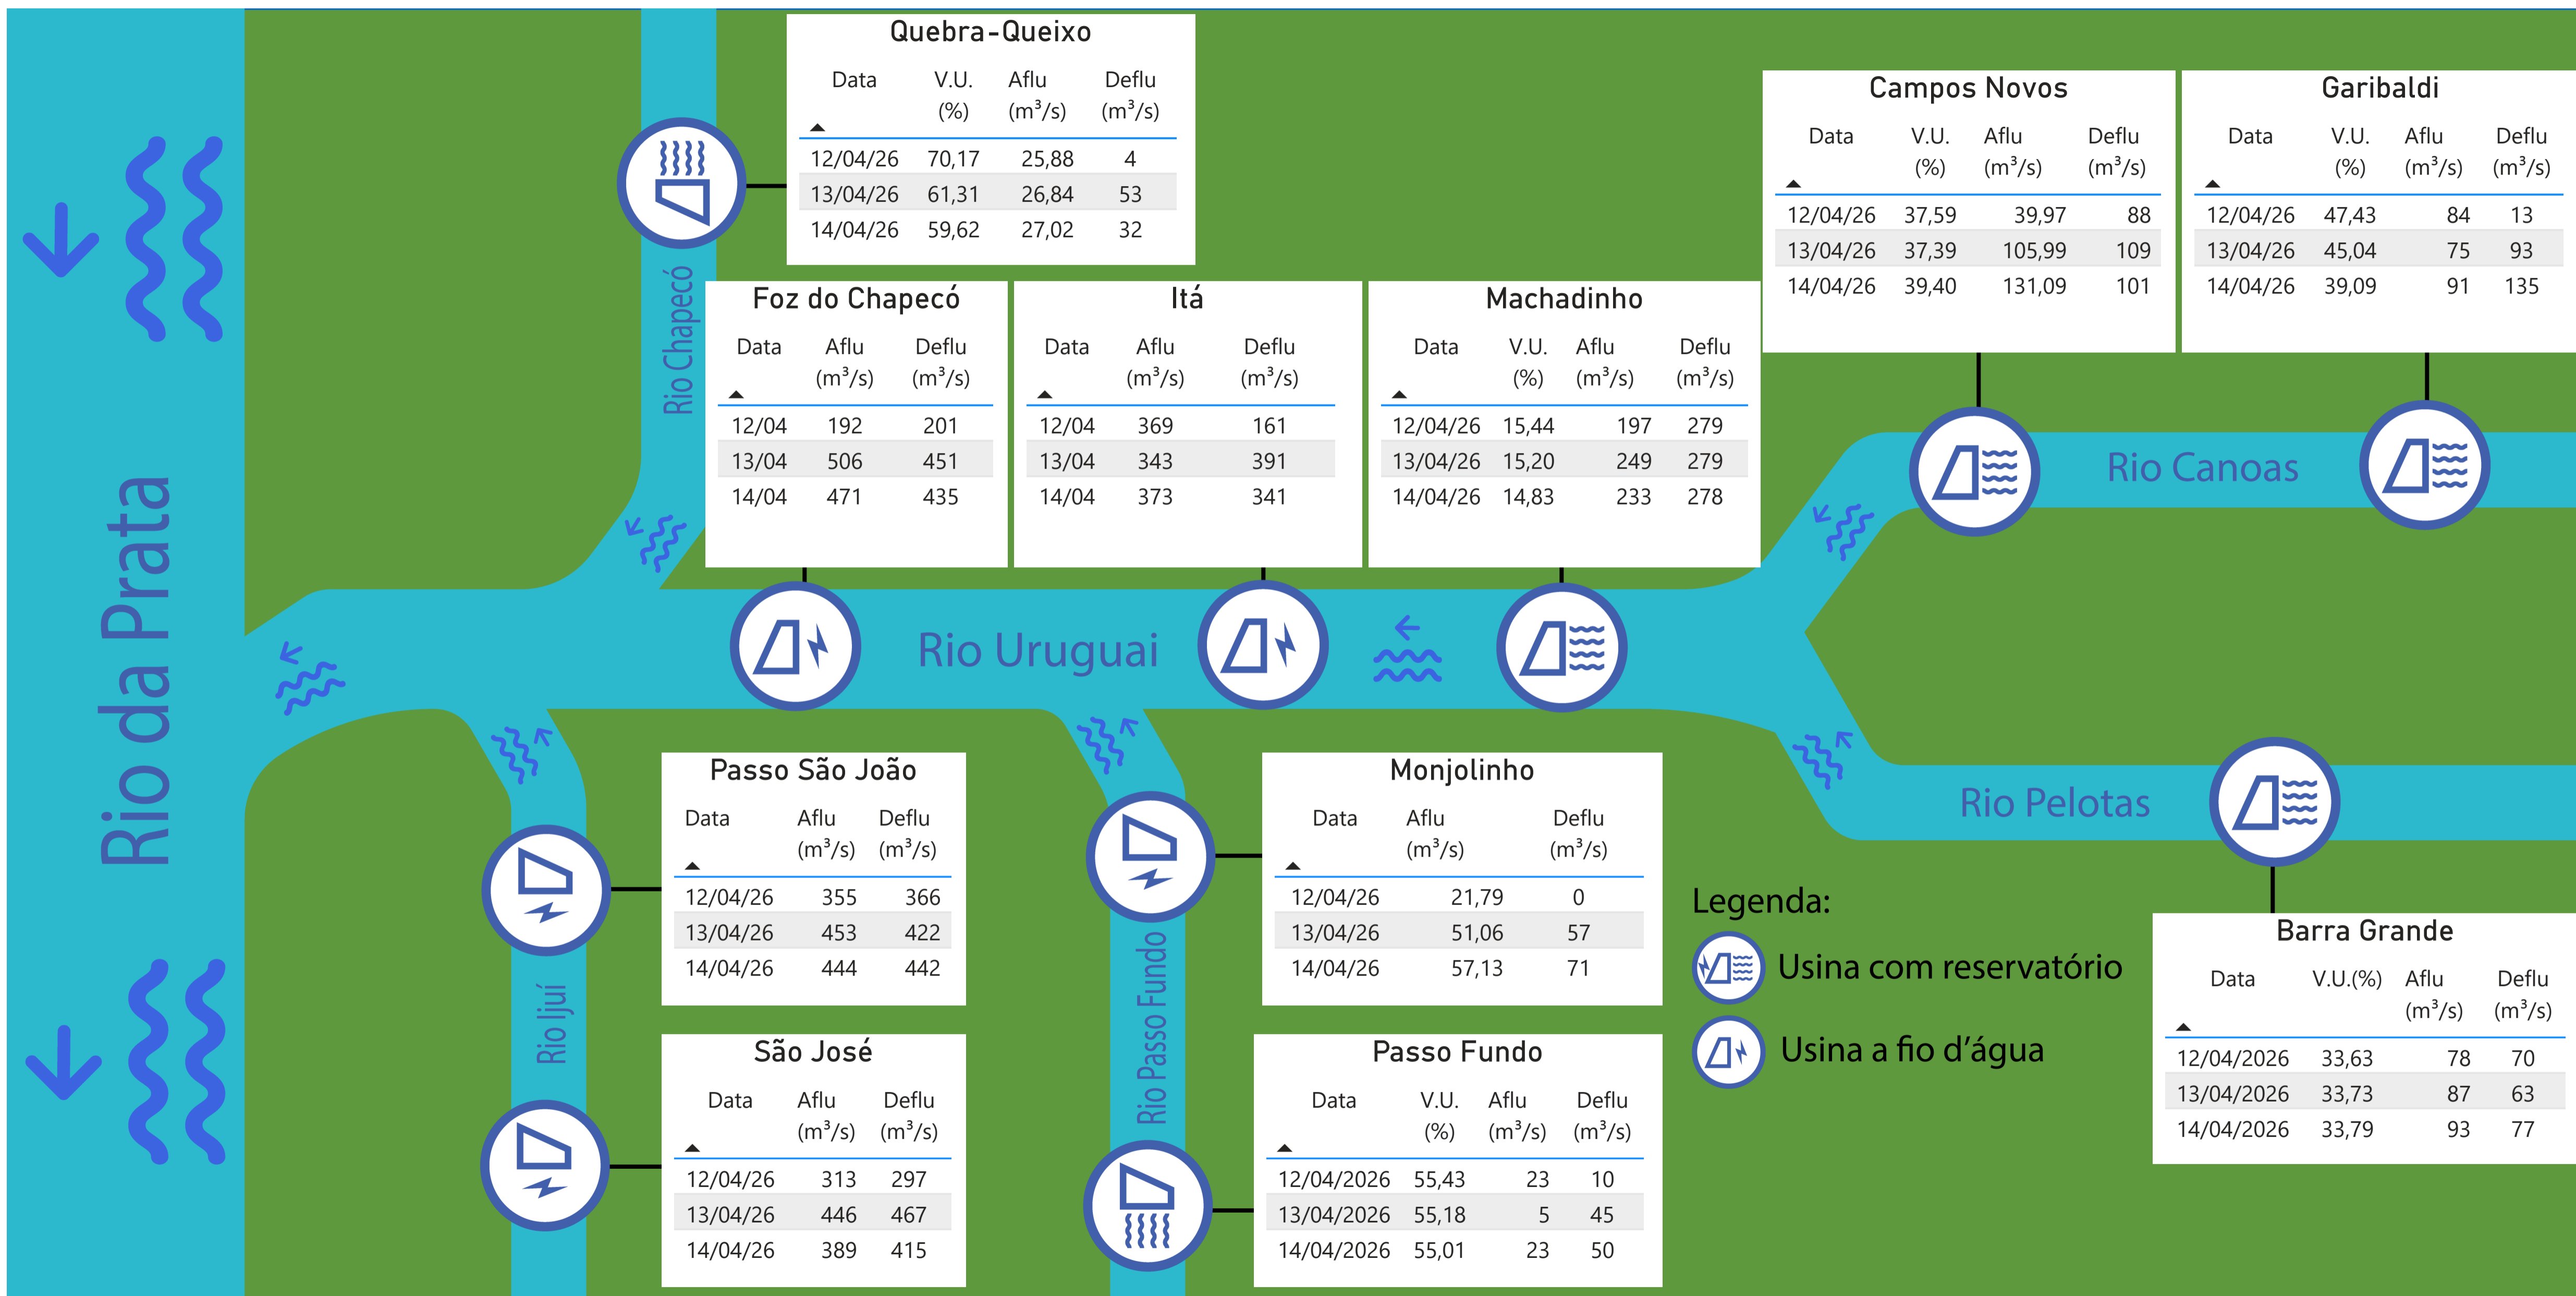 Quebra-Queixo
Data V.U. (%) Aflu (m³/s) Deflu (m³/s)
12/04/26 70,17 25,88 4
13/04/26 61,31 26,84 53
14/04/26 59,62 27,02 32
Campos Novos
Data V.U. (%) Aflu (m³/s) Deflu (m³/s)
12/04/26 37,59 39,97 88
13/04/26 37,39 105,99 109
14/04/26 39,40 131,09 101
Garibaldi
Data V.U. (%) Aflu (m³/s) Deflu (m³/s)
12/04/26 47,43 84 13
13/04/26 45,04 75 93
14/04/26 39,09 91 135
Rio Chapecó
Foz do Chapecó
Data Aflu (m³/s) Deflu (m³/s)
12/04 192 201
13/04 506 451
14/04 471 435
Itá
Data Aflu (m³/s) Deflu (m³/s)
12/04 369 161
13/04 343 391
14/04 373 341
Machadinho
Data V.U. (%) Aflu (m³/s) Deflu (m³/s)
12/04/26 15,44 197 279
13/04/26 15,20 249 279
14/04/26 14,83 233 278
Rio Canoas
Rio da Prata
Rio Uruguai
Rio Pelotas
Passo São João
Data Aflu (m³/s) Deflu (m³/s)
12/04/26 355 366
13/04/26 453 422
14/04/26 444 442
Monjolinho
Data Aflu (m³/s) Deflu (m³/s)
12/04/26 21,79 0
13/04/26 51,06 57
14/04/26 57,13 71
Rio Ijuí
Rio Passo Fundo
Legenda:
Usina com reservatório
Usina a fio d’água
Barra Grande
Data V.U.(%) Aflu (m³/s) Deflu (m³/s)
12/04/2026 33,63 78 70
13/04/2026 33,73 87 63
14/04/2026 33,79 93 77
São José
Data Aflu (m³/s) Deflu (m³/s)
12/04/26 313 297
13/04/26 446 467
14/04/26 389 415
Passo Fundo
Data V.U. (%) Aflu (m³/s) Deflu (m³/s)
12/04/2026 55,43 23 10
13/04/2026 55,18 5 45
14/04/2026 55,01 23 50